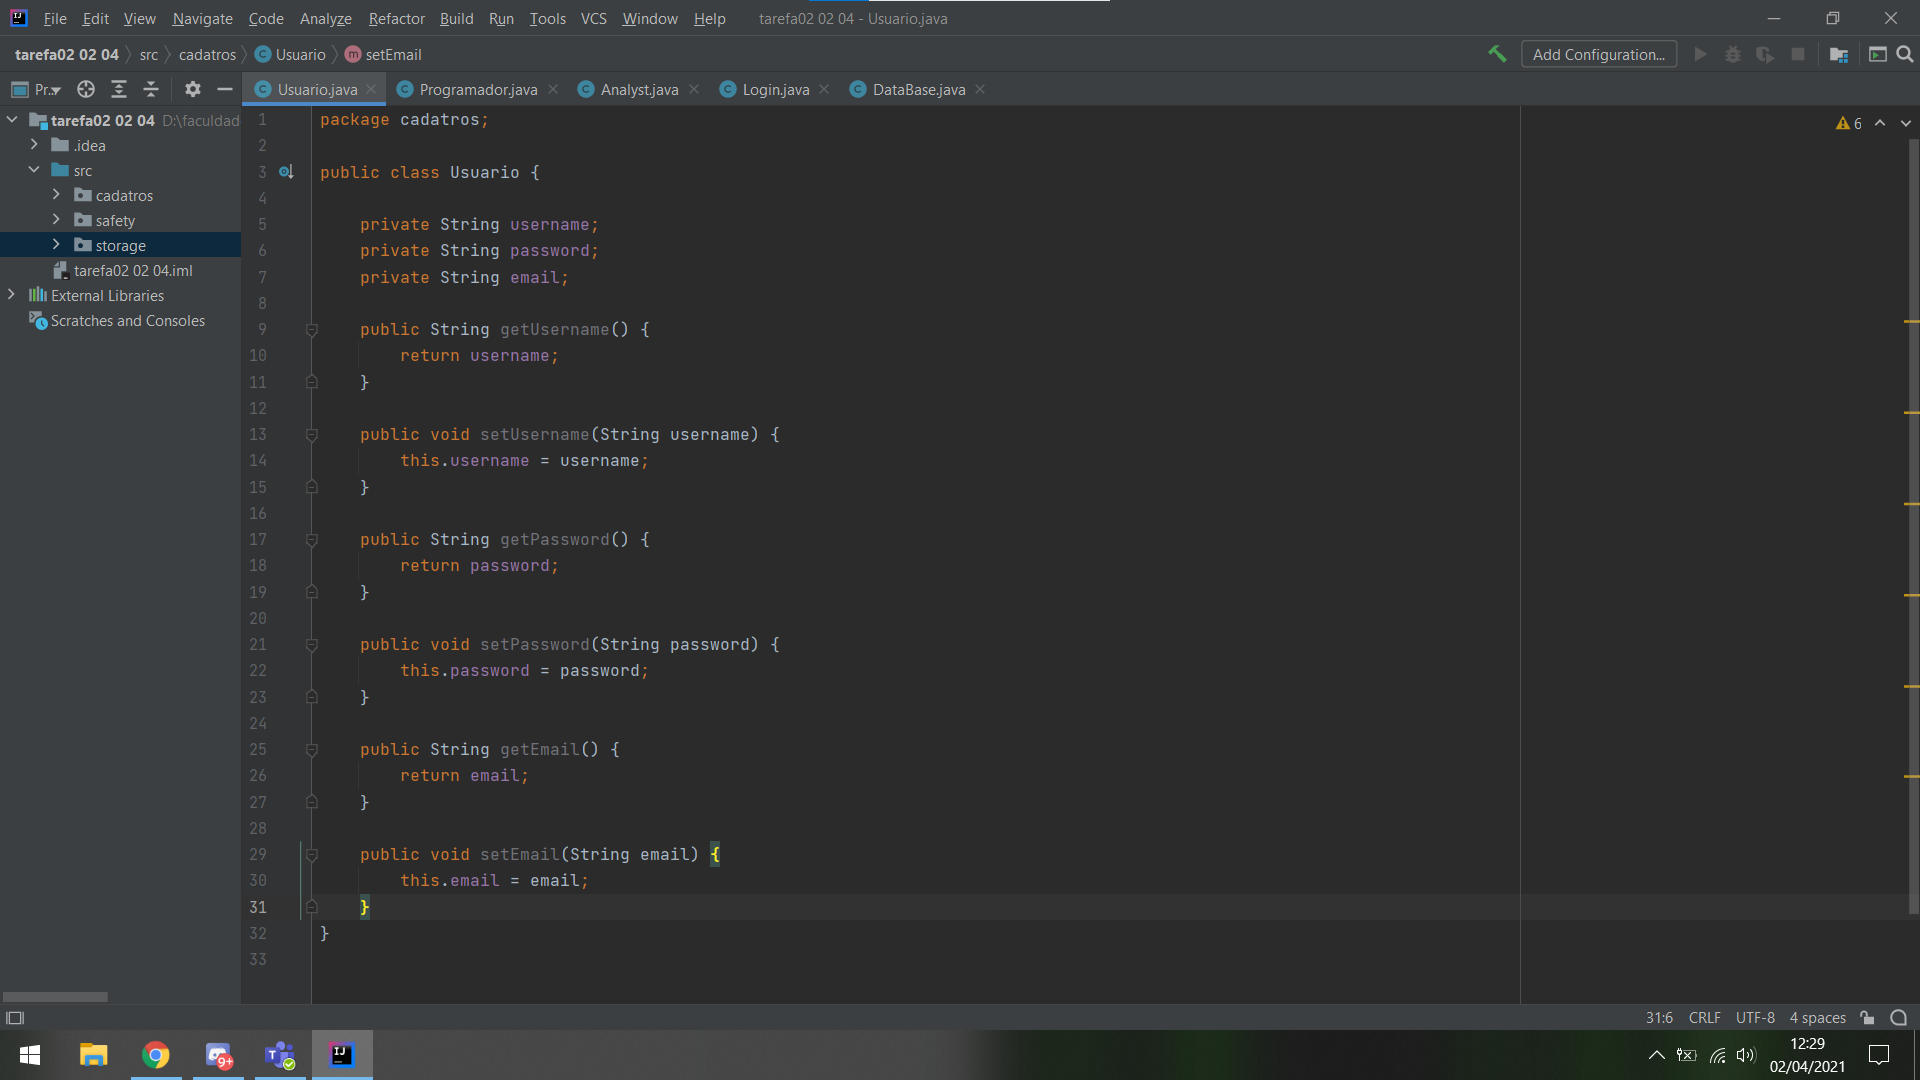 File Edit View Navigate Code Analyze Refactor Build Run Tools VCS Window Help tarefa02 02 04 - Usuario.java
tarefa02 02 04 src cadatros Usuario setEmail Add Configuration...
Pr... Usuario.java Programador.java Analyst.java Login.java DataBase.java
tarefa02 02 04 D:\faculdad
.idea
src
cadatros
safety
storage
tarefa02 02 04.iml
External Libraries
Scratches and Consoles
6
1 package cadatros;
2
3 public class Usuario {
4
5 private String username;
6 private String password;
7 private String email;
8
9 public String getUsername() {
10 return username;
11 }
12
13 public void setUsername(String username) {
14 this.username = username;
15 }
16
17 public String getPassword() {
18 return password;
19 }
20
21 public void setPassword(String password) {
22 this.password = password;
23 }
24
25 public String getEmail() {
26 return email;
27 }
28
29 public void setEmail(String email) {
30 this.email = email;
31 }
32 }
33
31:6 CRLF UTF-8 4 spaces
9+
12:29
02/04/2021